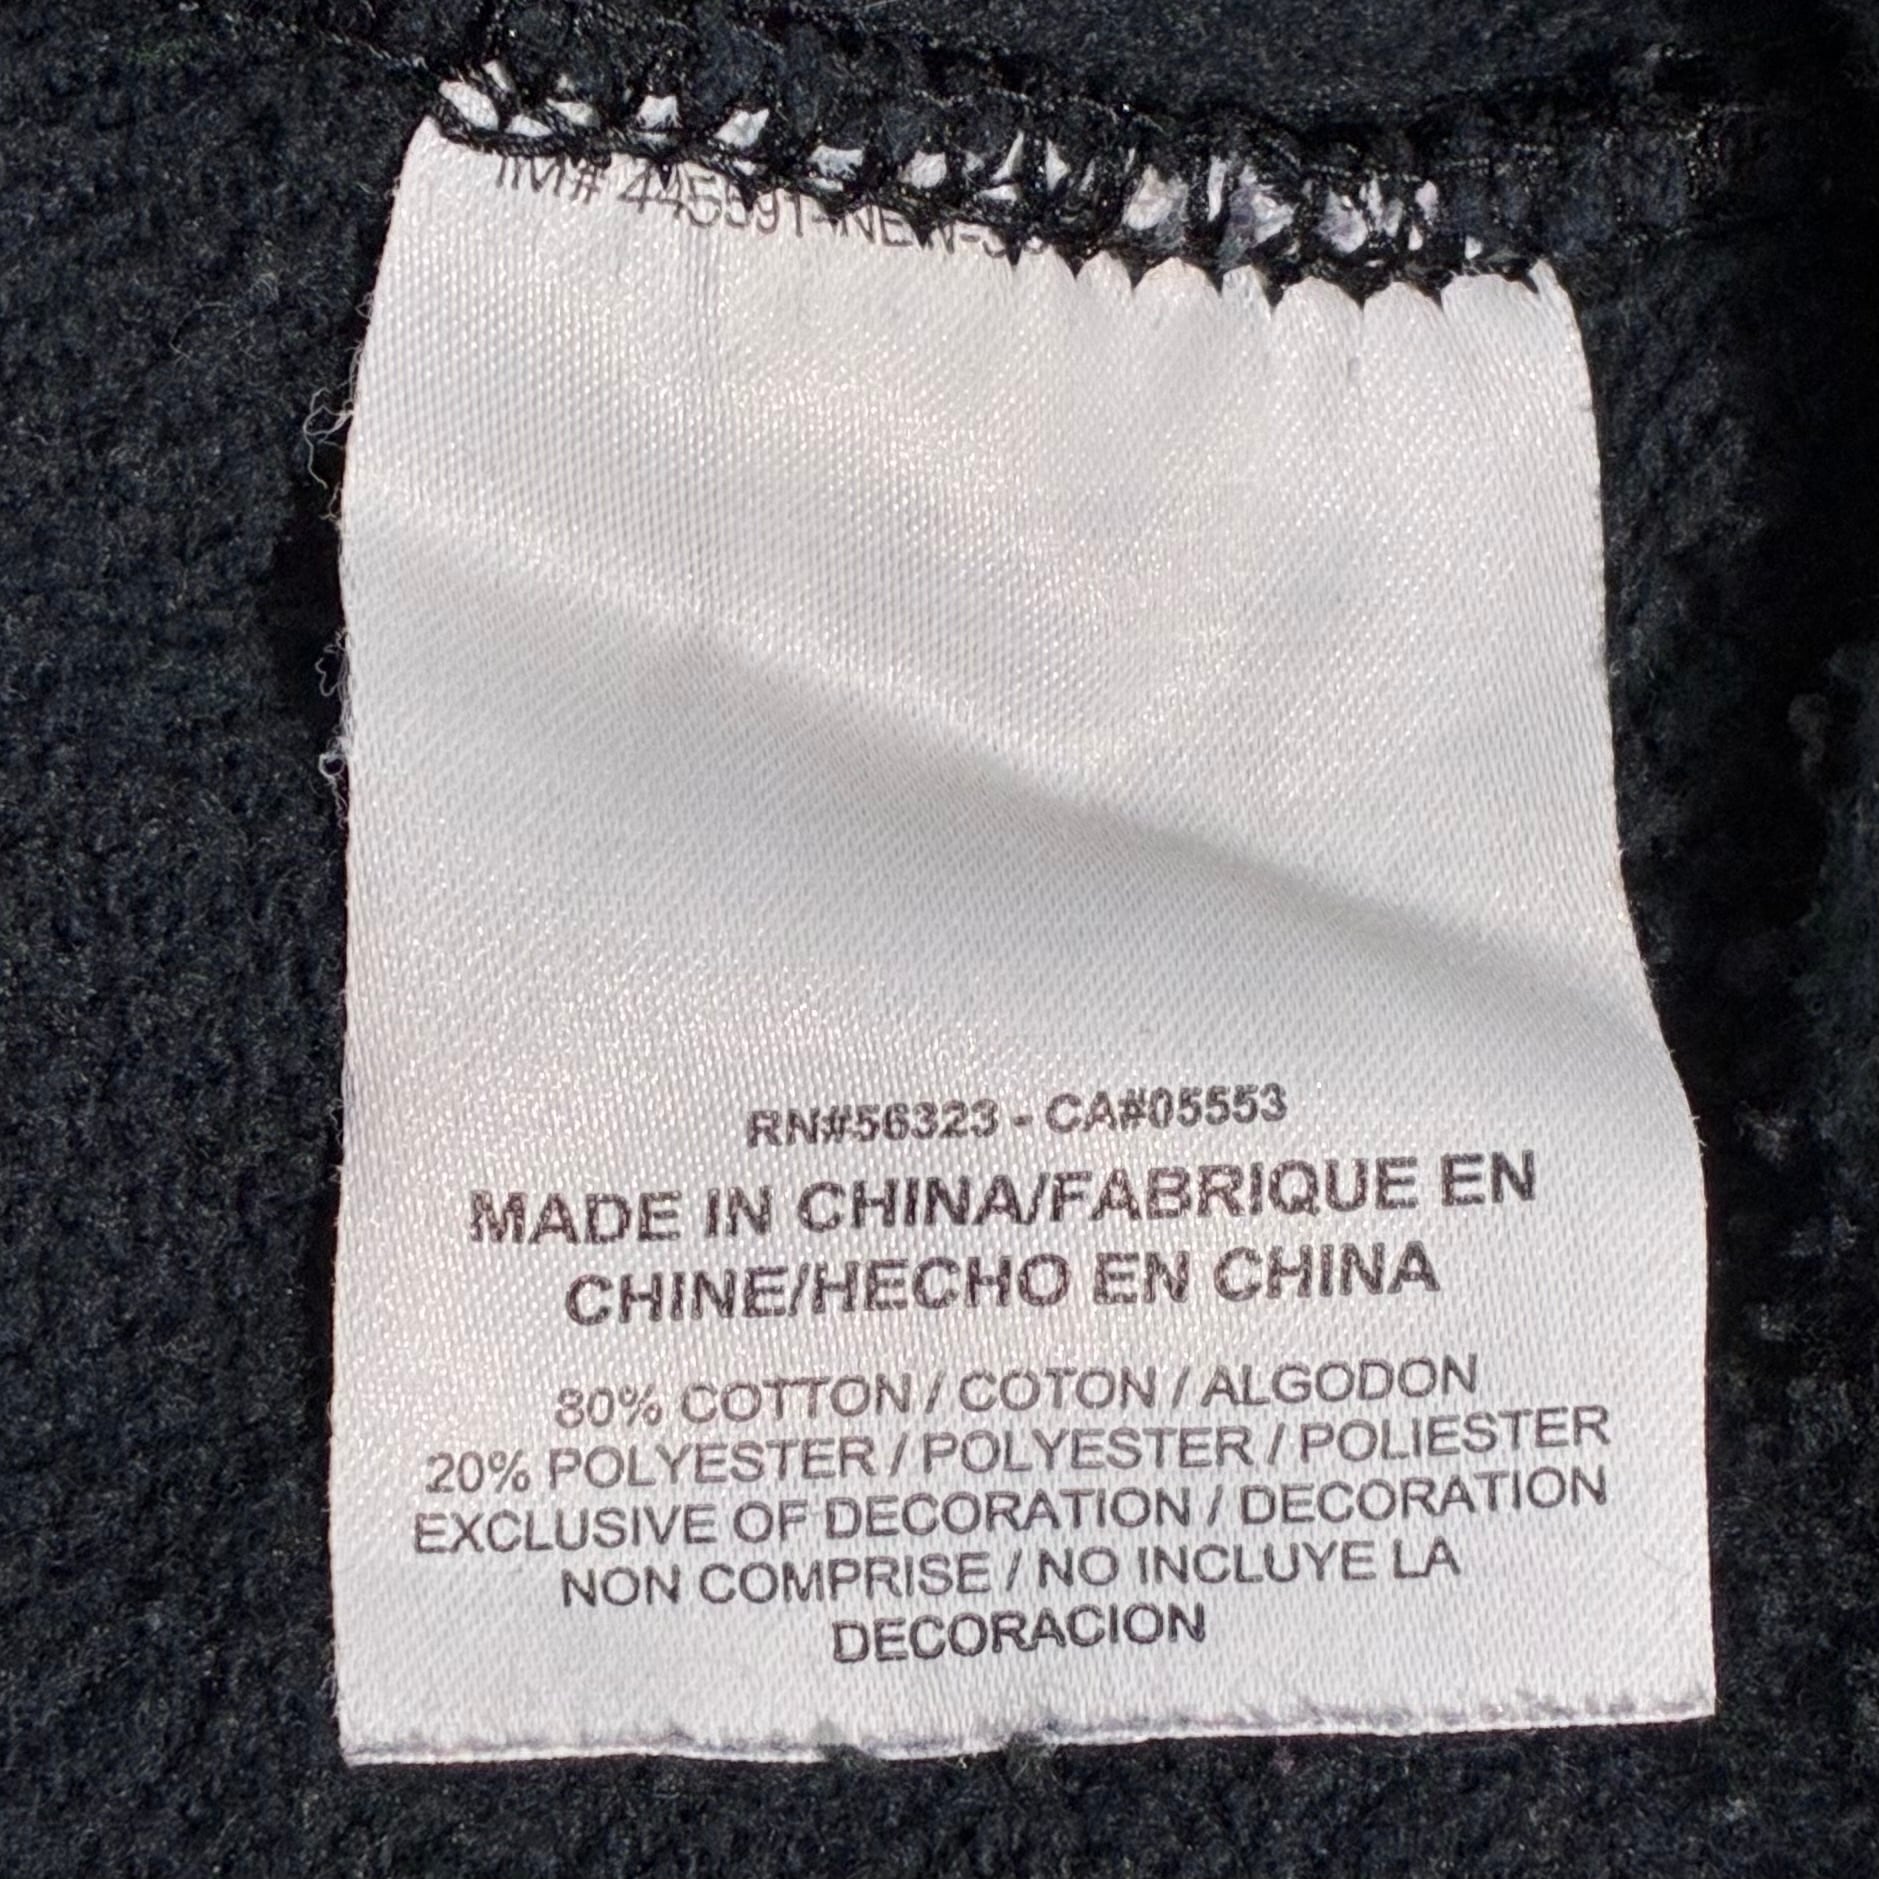 RN#56323 - CA#05553
MADE IN CHINA/FABRIQUE EN
CHINE/HECHO EN CHINA
80% COTTON / COTON / ALGODON
20% POLYESTER / POLYESTER / POLIESTER
EXCLUSIVE OF DECORATION / DECORATION
NON COMPRISE / NO INCLUYE LA
DECORACION